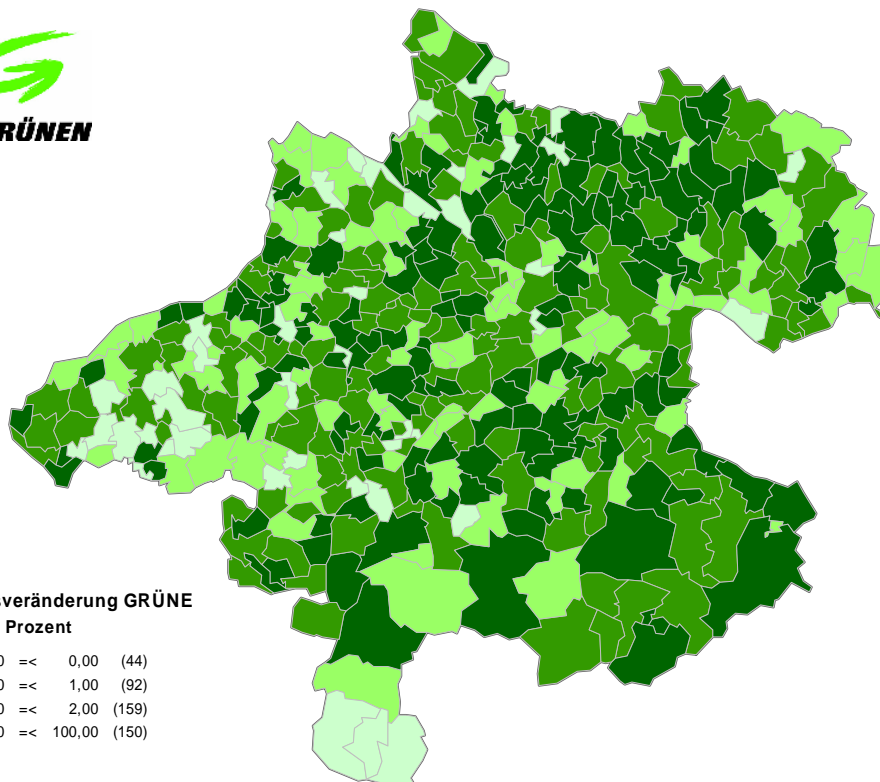 RÜNEN
sveränderung GRÜNE
Prozent
0 =< 0,00 (44)
0 =< 1,00 (92)
0 =< 2,00 (159)
0 =< 100,00 (150)